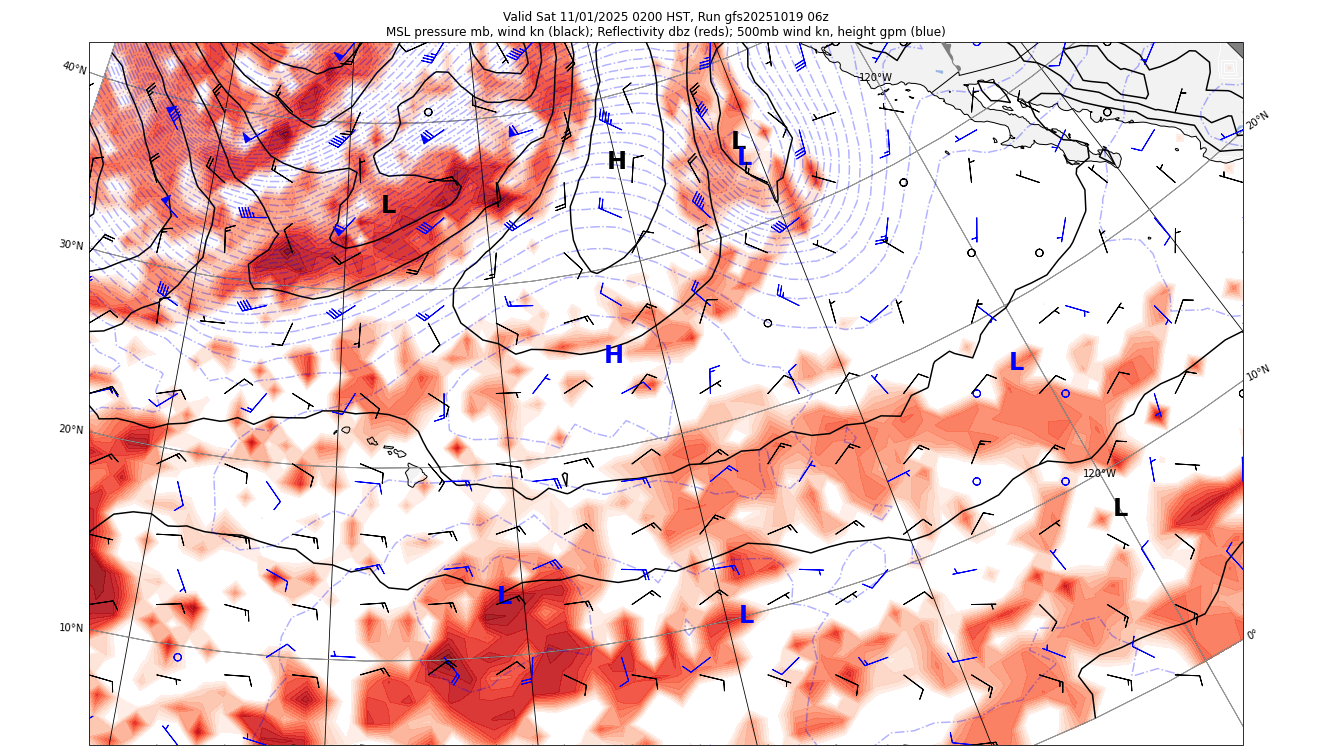 Valid Sat 11/01/2025 0200 HST, Run gfs20251019 06z
MSL pressure mb, wind kn (black); Reflectivity dbz (reds); 500mb wind kn, height gpm (blue)
40°N
120°W
20°N
L
L
H
L
30°N
H
L
10°N
20°N
120°W
L
L
L
10°N
0°